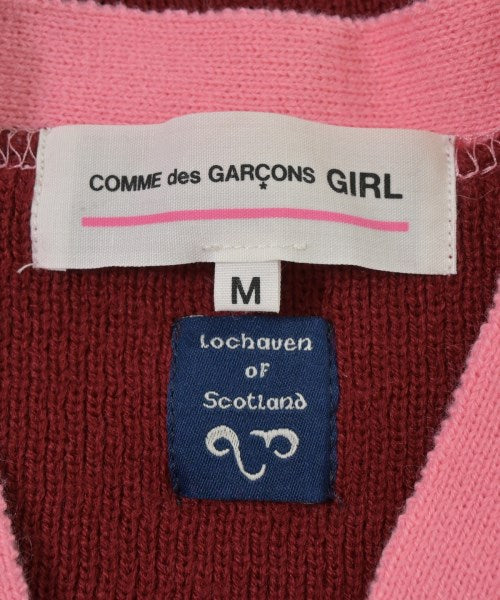 COMME des GARÇONS GIRL
M
Lochaven
of
Scotland